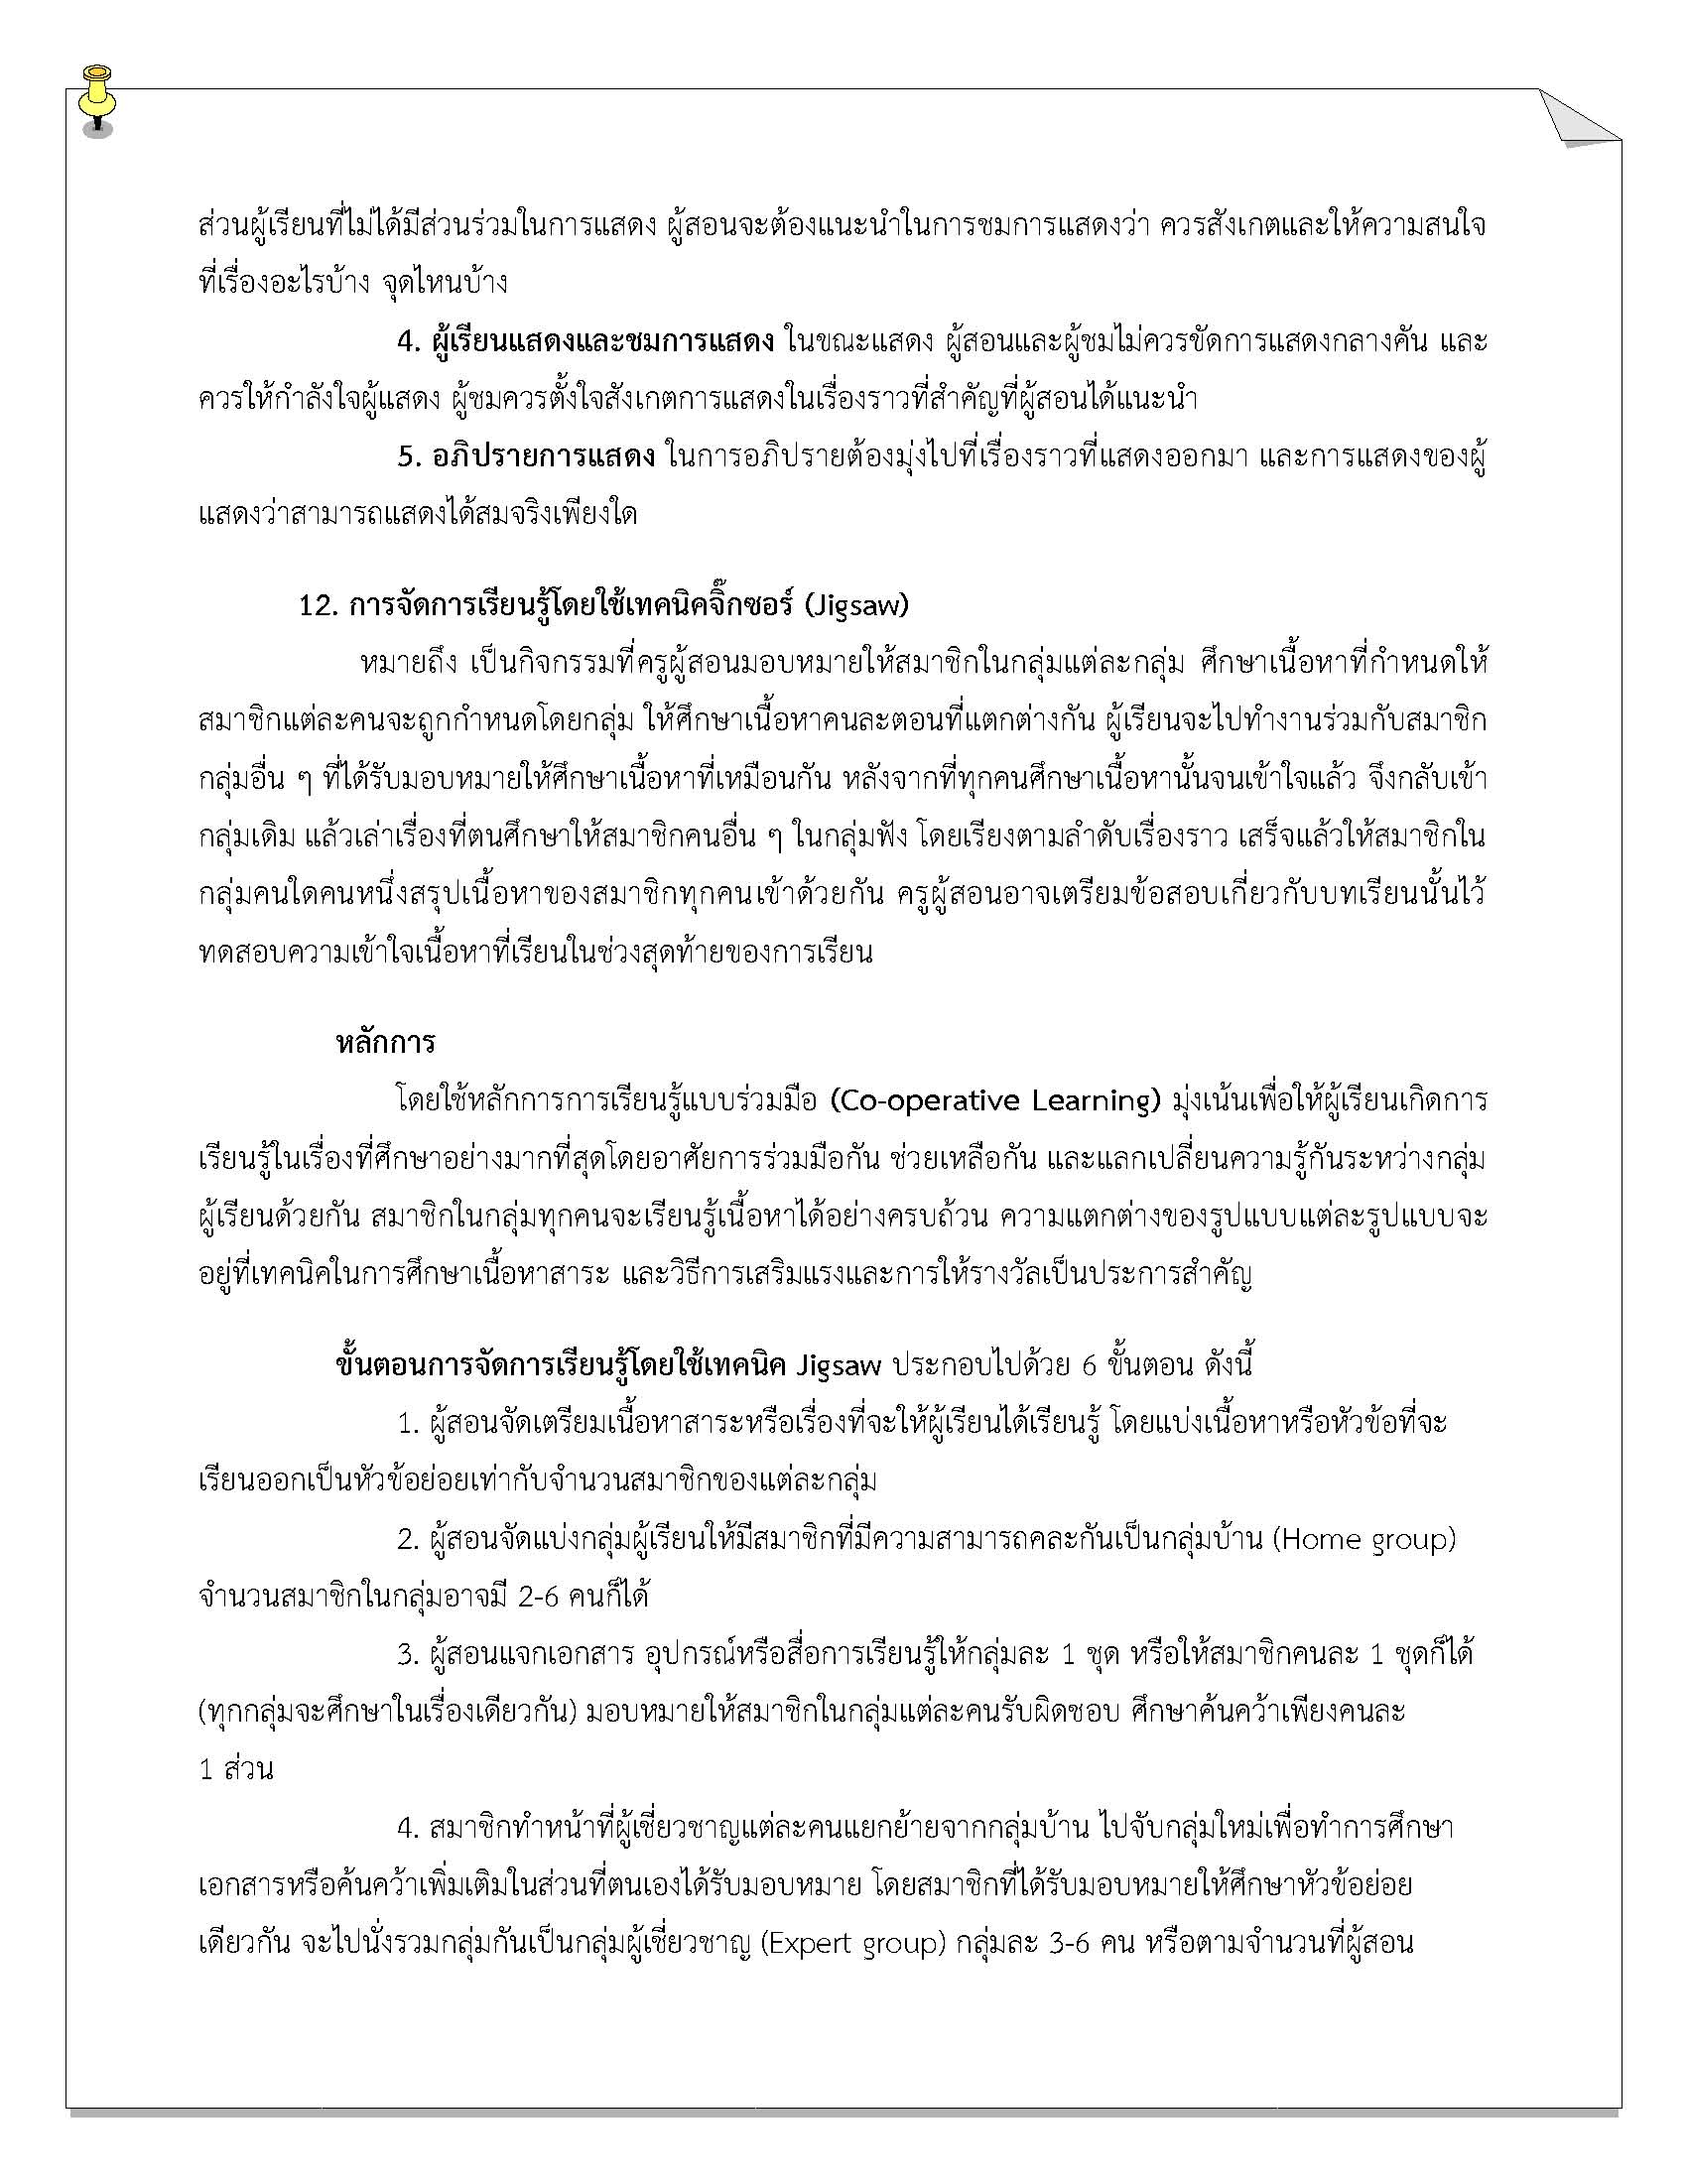 ส่วนผู้เรียนที่ไม่ได้มีส่วนร่วมในการแสดง ผู้สอนจะต้องแนะนำในการชมการแสดงว่า ควรสังเกตและให้ความสนใจ
ที่เรื่องอะไรบ้าง จุดไหนบ้าง
4. ผู้เรียนแสดงและชมการแสดง ในขณะแสดง ผู้สอนและผู้ชมไม่ควรขัดการแสดงกลางคัน และ
ควรให้กำลังใจผู้แสดง ผู้ชมควรตั้งใจสังเกตการแสดงในเรื่องราวที่สำคัญที่ผู้สอนได้แนะนำ
5. อภิปรายการแสดง ในการอภิปรายต้องมุ่งไปที่เรื่องราวที่แสดงออกมา และการแสดงของผู้
แสดงว่าสามารถแสดงได้สมจริงเพียงใด
12. การจัดการเรียนรู้โดยใช้เทคนิคจิ๊กซอร์ (Jigsaw)
หมายถึง เป็นกิจกรรมที่ครูผู้สอนมอบหมายให้สมาชิกในกลุ่มแต่ละกลุ่ม ศึกษาเนื้อหาที่กำหนดให้
สมาชิกแต่ละคนจะถูกกำหนดโดยกลุ่ม ให้ศึกษาเนื้อหาคนละตอนที่แตกต่างกัน ผู้เรียนจะไปทำงานร่วมกับสมาชิก
กลุ่มอื่น ๆ ที่ได้รับมอบหมายให้ศึกษาเนื้อหาที่เหมือนกัน หลังจากที่ทุกคนศึกษาเนื้อหานั้นจนเข้าใจแล้ว จึงกลับเข้า
กลุ่มเดิม แล้วเล่าเรื่องที่ตนศึกษาให้สมาชิกคนอื่น ๆ ในกลุ่มฟัง โดยเรียงตามลำดับเรื่องราว เสร็จแล้วให้สมาชิกใน
กลุ่มคนใดคนหนึ่งสรุปเนื้อหาของสมาชิกทุกคนเข้าด้วยกัน ครูผู้สอนอาจเตรียมข้อสอบเกี่ยวกับบทเรียนนั้นไว้
ทดสอบความเข้าใจเนื้อหาที่เรียนในช่วงสุดท้ายของการเรียน
หลักการ
โดยใช้หลักการการเรียนรู้แบบร่วมมือ (Co-operative Learning) มุ่งเน้นเพื่อให้ผู้เรียนเกิดการ
เรียนรู้ในเรื่องที่ศึกษาอย่างมากที่สุดโดยอาศัยการร่วมมือกัน ช่วยเหลือกัน และแลกเปลี่ยนความรู้กันระหว่างกลุ่ม
ผู้เรียนด้วยกัน สมาชิกในกลุ่มทุกคนจะเรียนรู้เนื้อหาได้อย่างครบถ้วน ความแตกต่างของรูปแบบแต่ละรูปแบบจะ
อยู่ที่เทคนิคในการศึกษาเนื้อหาสาระ และวิธีการเสริมแรงและการให้รางวัลเป็นประการสำคัญ
ขั้นตอนการจัดการเรียนรู้โดยใช้เทคนิค Jigsaw ประกอบไปด้วย 6 ขั้นตอน ดังนี้
1. ผู้สอนจัดเตรียมเนื้อหาสาระหรือเรื่องที่จะให้ผู้เรียนได้เรียนรู้ โดยแบ่งเนื้อหาหรือหัวข้อที่จะ
เรียนออกเป็นหัวข้อย่อยเท่ากับจำนวนสมาชิกของแต่ละกลุ่ม
2. ผู้สอนจัดแบ่งกลุ่มผู้เรียนให้มีสมาชิกที่มีความสามารถคละกันเป็นกลุ่มบ้าน (Home group)
จำนวนสมาชิกในกลุ่มอาจมี 2-6 คนก็ได้
3. ผู้สอนแจกเอกสาร อุปกรณ์หรือสื่อการเรียนรู้ให้กลุ่มละ 1 ชุด หรือให้สมาชิกคนละ 1 ชุดก็ได้
(ทุกกลุ่มจะศึกษาในเรื่องเดียวกัน) มอบหมายให้สมาชิกในกลุ่มแต่ละคนรับผิดชอบ ศึกษาค้นคว้าเพียงคนละ
1 ส่วน
4. สมาชิกทำหน้าที่ผู้เชี่ยวชาญแต่ละคนแยกย้ายจากกลุ่มบ้าน ไปจับกลุ่มใหม่เพื่อทำการศึกษา
เอกสารหรือค้นคว้าเพิ่มเติมในส่วนที่ตนเองได้รับมอบหมาย โดยสมาชิกที่ได้รับมอบหมายให้ศึกษาหัวข้อย่อย
เดียวกัน จะไปนั่งรวมกลุ่มกันเป็นกลุ่มผู้เชี่ยวชาญ (Expert group) กลุ่มละ 3-6 คน หรือตามจำนวนที่ผู้สอน